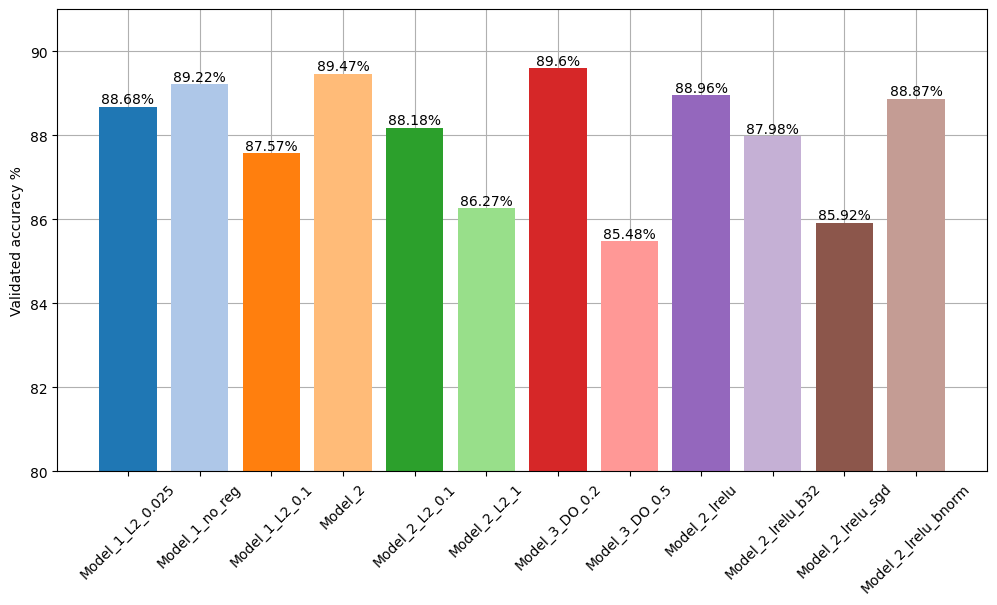 Validated accuracy %
90
88
86
84
82
80
88.68%
89.22%
87.57%
89.47%
88.18%
86.27%
89.6%
85.48%
88.96%
87.98%
85.92%
88.87%
Model_1_L2_0.025
Model_1_no_reg
Model_1_L2_0.1
Model_2
Model_2_L2_0.1
Model_2_L2_1
Model_3_DO_0.2
Model_3_DO_0.5
Model_2_lrelu
Model_2_lrelu_b32
Model_2_lrelu_sgd
Model_2_lrelu_bnorm